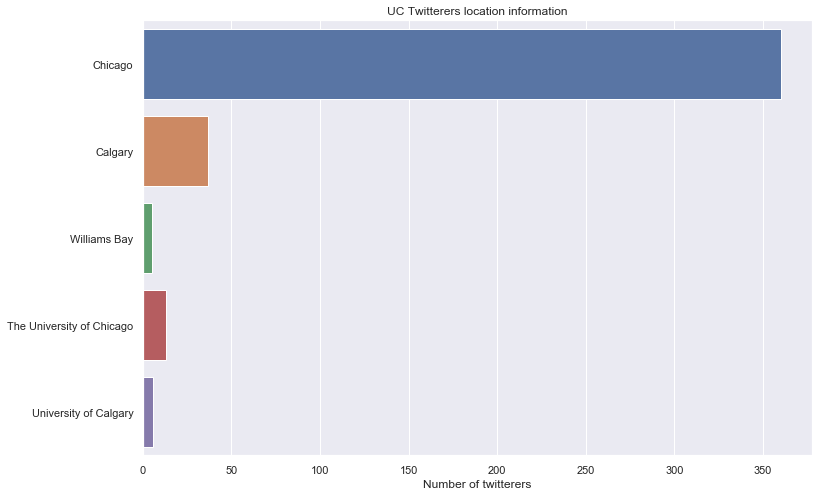 UC Twitterers location information
Chicago
Calgary
Williams Bay
The University of Chicago
University of Calgary
0 50 100 150 200 250 300 350
Number of twitterers